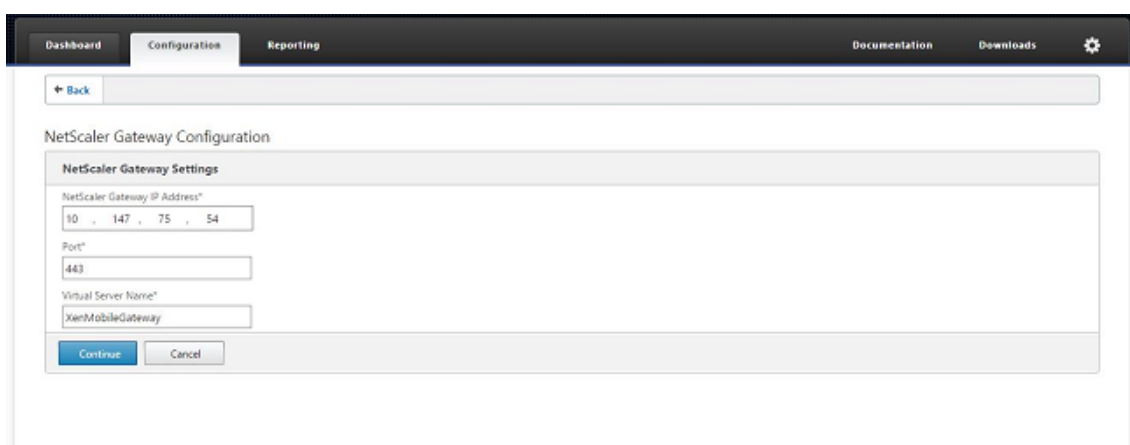 Dashboard Configuration Reporting Documentation Downloads
Back
NetScaler Gateway Configuration
NetScaler Gateway Settings
NetScaler Gateway IP Address*
10 . 147 . 75 . 54
Port*
443
Virtual Server Name*
XenMobileGateway
Continue Cancel